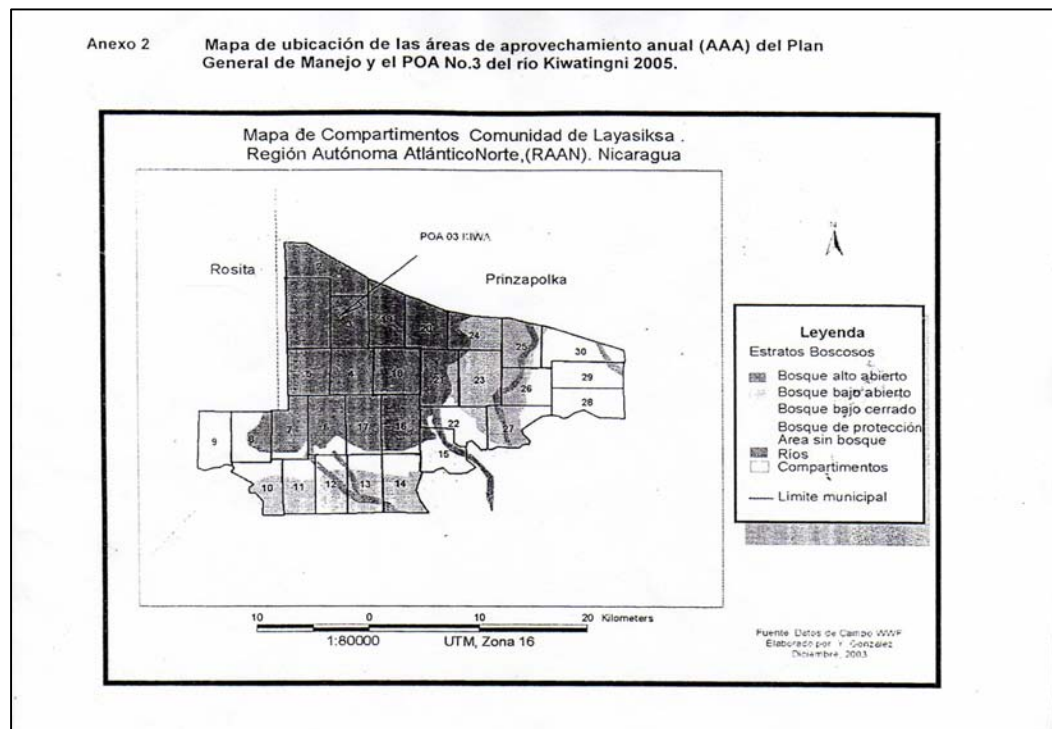 Anexo 2 Mapa de ubicación de las áreas de aprovechamiento anual (AAA) del Plan
General de Manejo y el POA No.3 del río Kiwatingni 2005.
Mapa de Compartimentos Comunidad de Layasiksa .
Región Autónoma AtlánticoNorte,(RAAN). Nicaragua
POA 03 KIWA
Rosita
Prinzapolka
24
25
30
5
4
18
21
23
26
29
28
9
7
17
16
22
27
15
10
11
12
13
14
Leyenda
Estratos Boscosos
Bosque alto abierto
Bosque bajo abierto
Bosque bajo cerrado
Bosque de protección
Area sin bosque
Ríos
Compartimentos
Limite municipal
10 0 10 20 Kilometers
1:80000 UTM, Zona 16
Fuente Datos de Campo WWF
Elaborado por Y. González
Diciembre, 2003